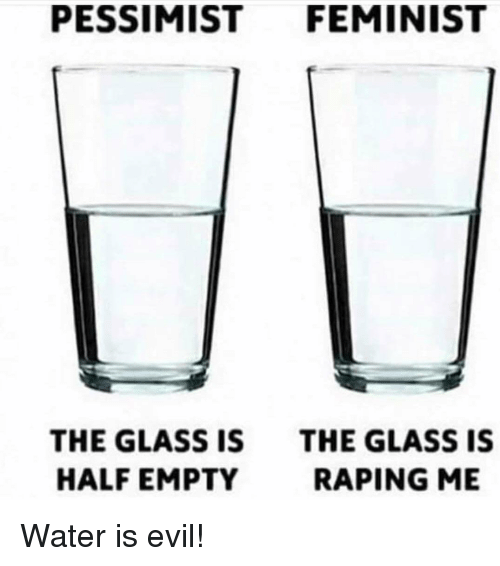 PESSIMIST FEMINIST
THE GLASS IS THE GLASS IS
HALF EMPTY RAPING ME
Water is evil!